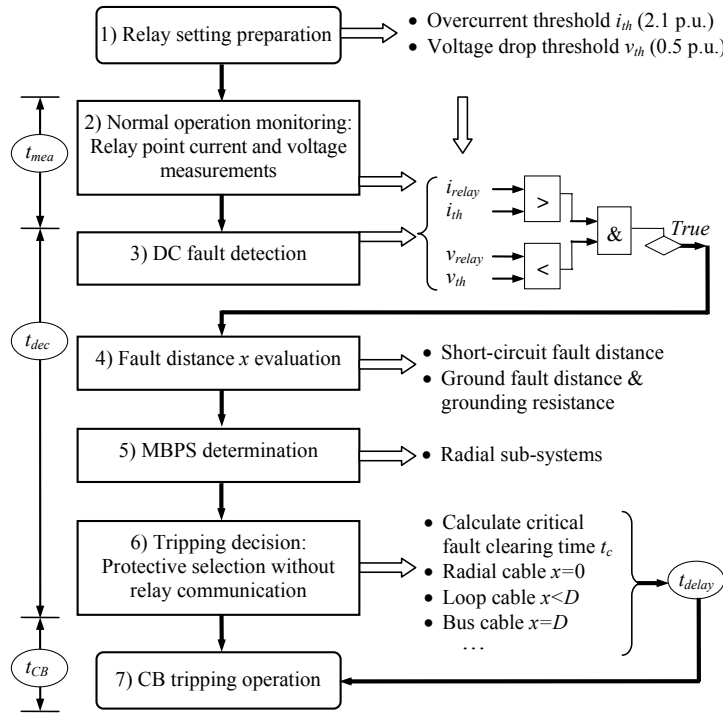 1) Relay setting preparation
• Overcurrent threshold i_th (2.1 p.u.)
• Voltage drop threshold v_th (0.5 p.u.)
t_mea
2) Normal operation monitoring:
Relay point current and voltage
measurements
i_relay
i_th
>
v_relay
v_th
<
&
True
3) DC fault detection
t_dec
4) Fault distance x evaluation
• Short-circuit fault distance
• Ground fault distance &
grounding resistance
5) MBPS determination
• Radial sub-systems
6) Tripping decision:
Protective selection without
relay communication
• Calculate critical
fault clearing time t_c
• Radial cable x=0
• Loop cable x<D
• Bus cable x=D
...
t_delay
t_CB
7) CB tripping operation